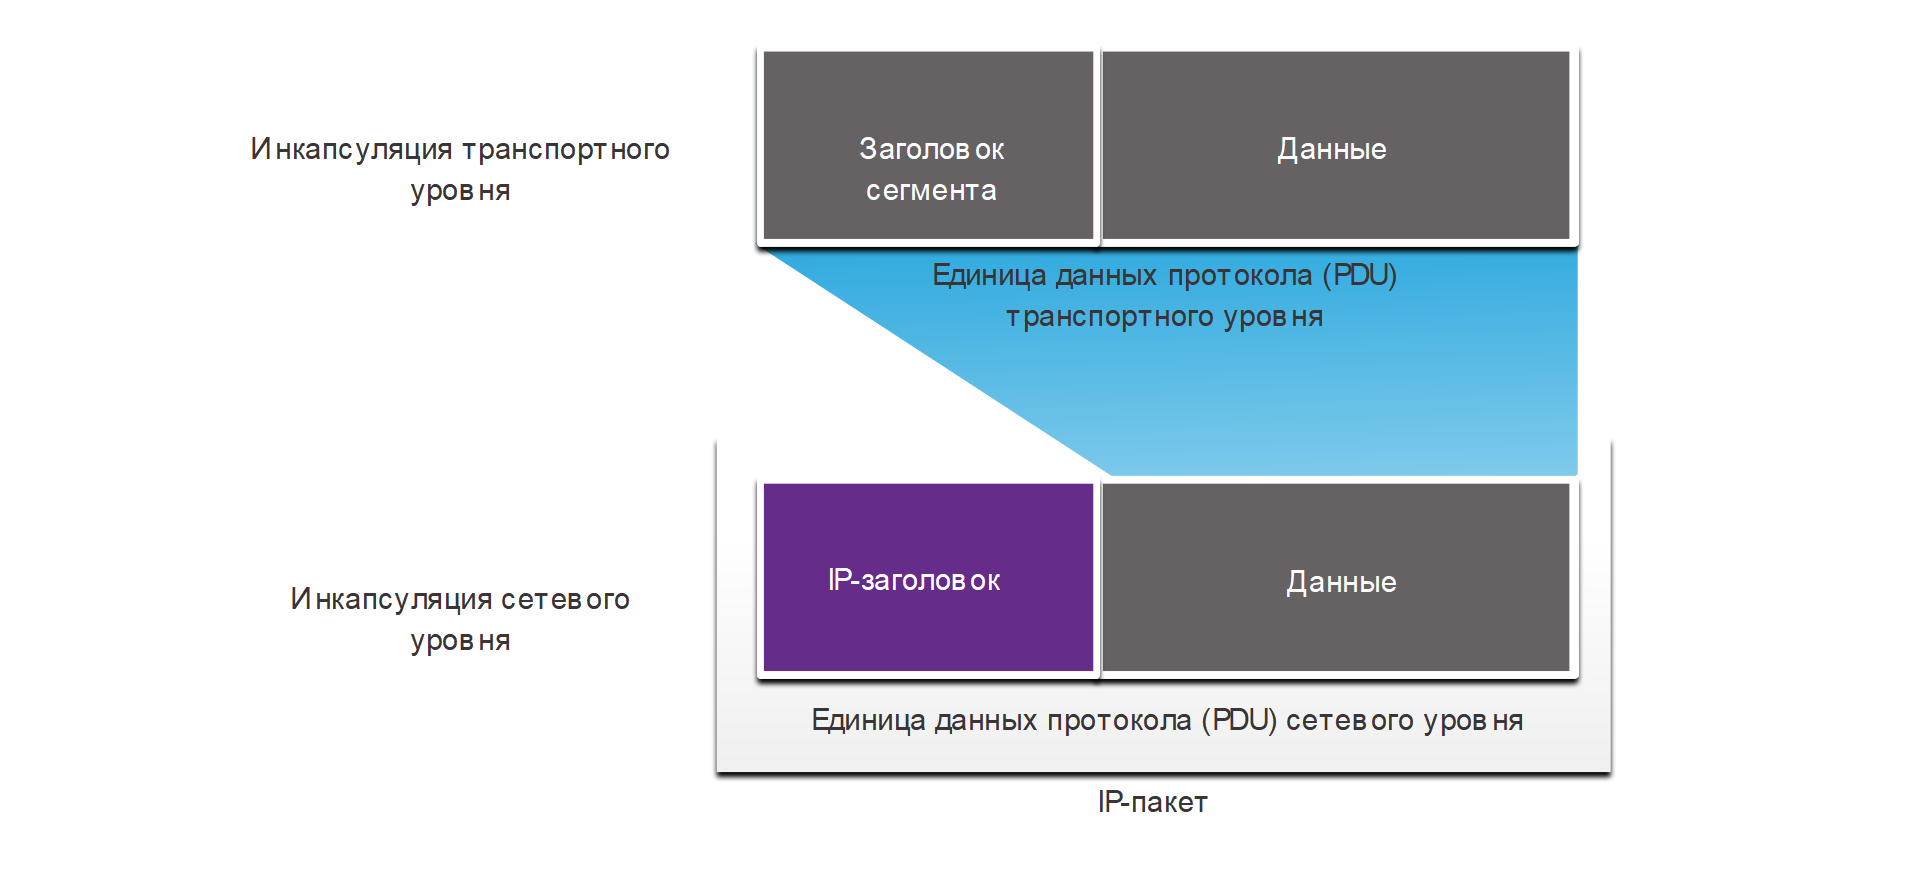 Инкапсуляция транспортного
уровня
Заголовок
сегмента
Данные
Единица данных протокола (PDU)
транспортного уровня
Инкапсуляция сетевого
уровня
IP-заголовок
Данные
Единица данных протокола (PDU) сетевого уровня
IP-пакет